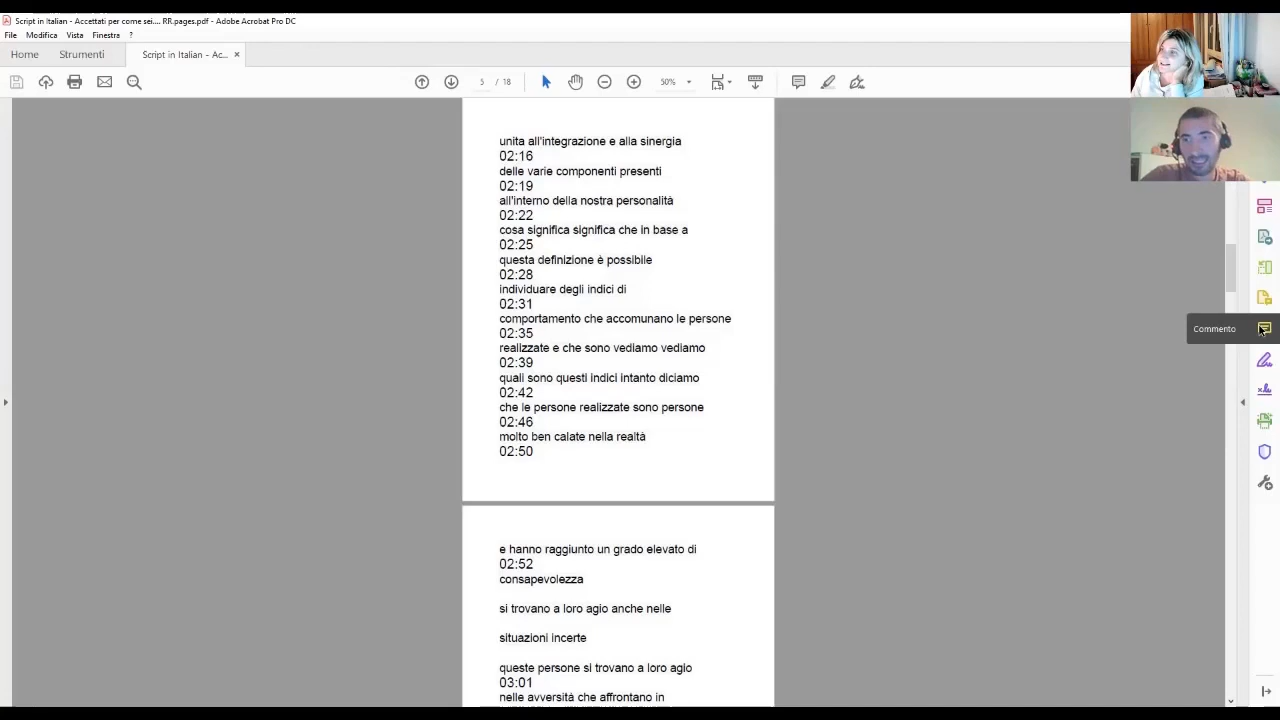 Script in Italian - Accettati per come sei.... RR.pages.pdf - Adobe Acrobat Pro DC
File Modifica Vista Finestra ?
Home Strumenti Script in Italian - Ac... ×
5 / 18 50%
unita all'integrazione e alla sinergia
02:16
delle varie componenti presenti
02:19
all'interno della nostra personalità
02:22
cosa significa significa che in base a
02:25
questa definizione è possibile
02:28
individuare degli indici di
02:31
comportamento che accomunano le persone
02:35
realizzate e che sono vediamo vediamo
02:39
quali sono questi indici intanto diciamo
02:42
che le persone realizzate sono persone
02:46
molto ben calate nella realtà
02:50
Commento
e hanno raggiunto un grado elevato di
02:52
consapevolezza
si trovano a loro agio anche nelle
situazioni incerte
queste persone si trovano a loro agio
03:01
nelle avversità che affrontano in